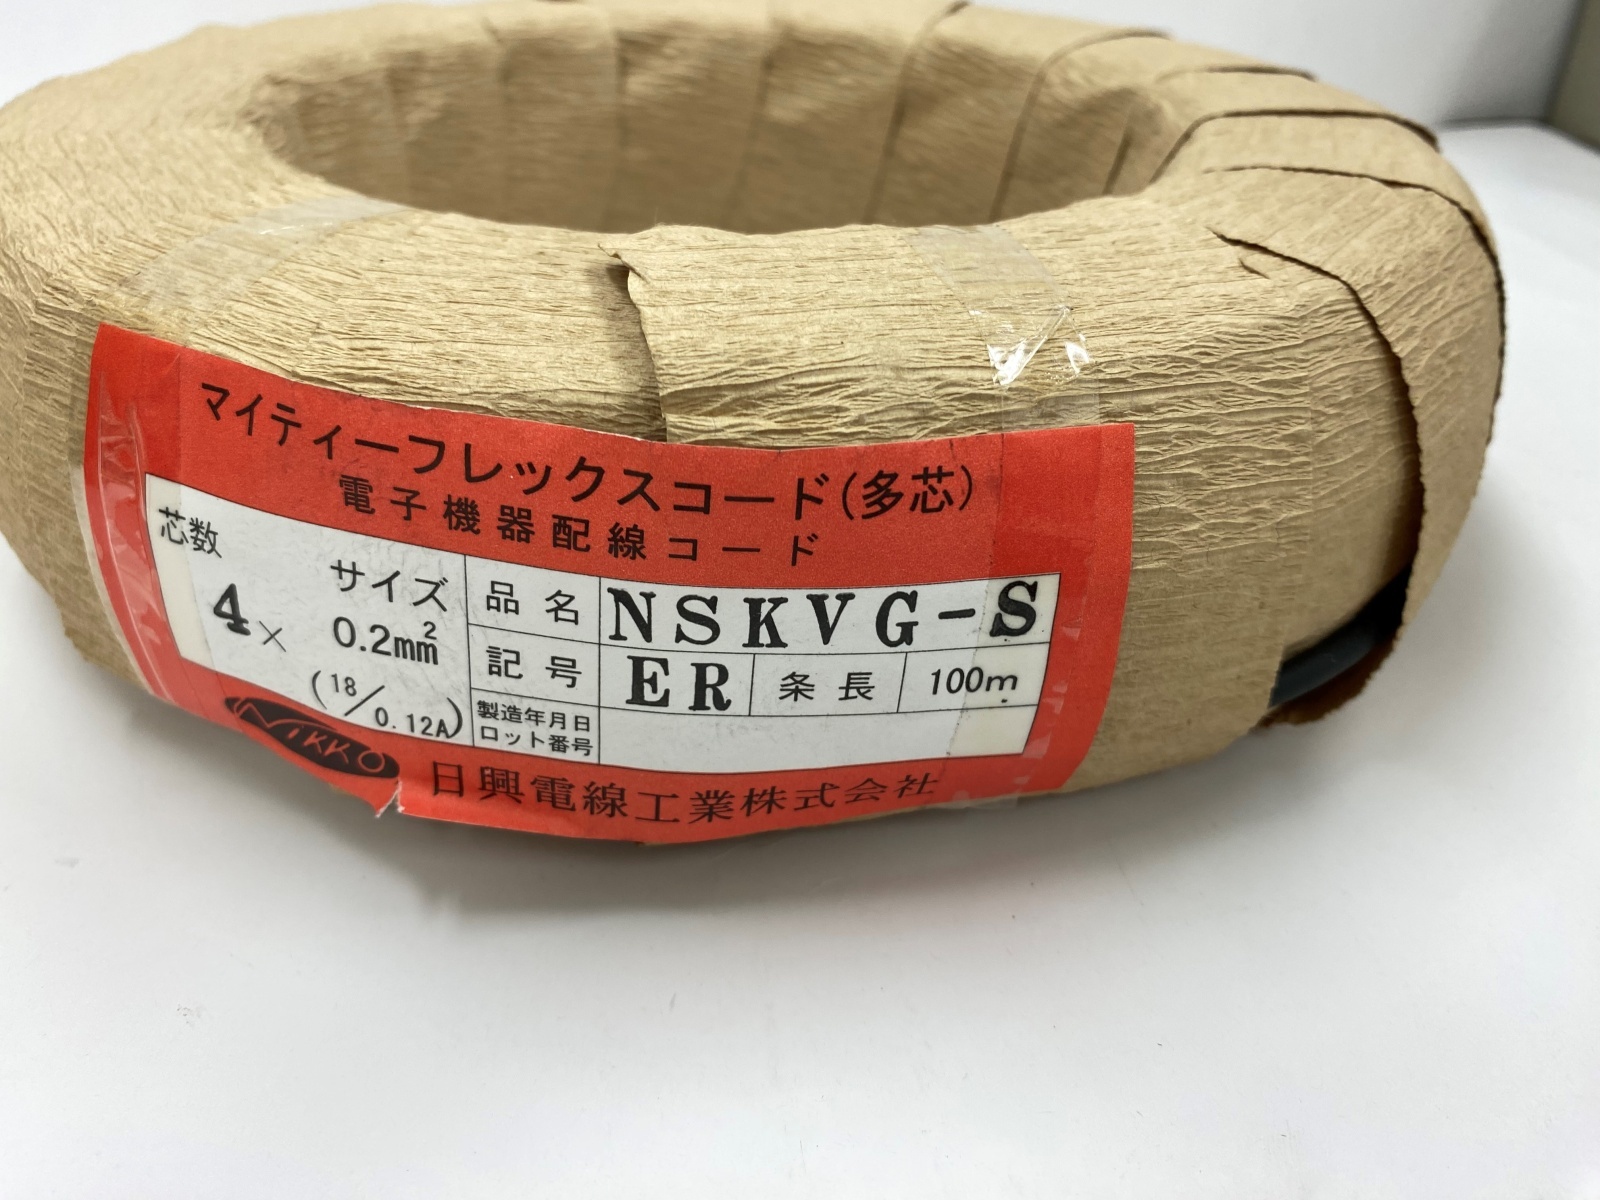 マイティーフレックスコード(多芯)
電子機器配線コード
芯数 サイズ
4× 0.2mm²
(18/0.12A)
品名 NSKVG-S
記号 ER 条長 100m
製造年月日
ロット番号
NIKKO 日興電線工業株式会社